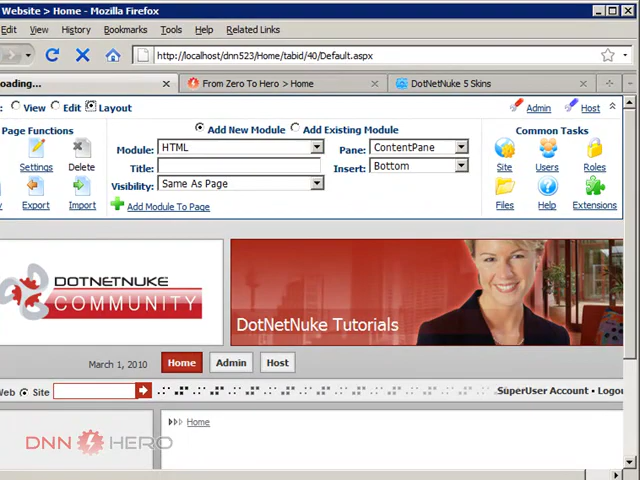 Website > Home - Mozilla Firefox
Edit View History Bookmarks Tools Help Related Links
http://localhost/dnn523/Home/tabid/40/Default.aspx
oading... From Zero To Hero > Home DotNetNuke 5 Skins
: View Edit Layout Admin Host
Page Functions Add New Module Add Existing Module Common Tasks
Module: HTML Pane: ContentPane
Settings Delete Title: Insert: Bottom Site Users Roles
Visibility: Same As Page
Export Import Add Module To Page Files Help Extensions
DOTNETNUKE
COMMUNITY
DotNetNuke Tutorials
March 1, 2010 Home Admin Host
Web Site SuperUser Account • Logou
Home
DNN HERO